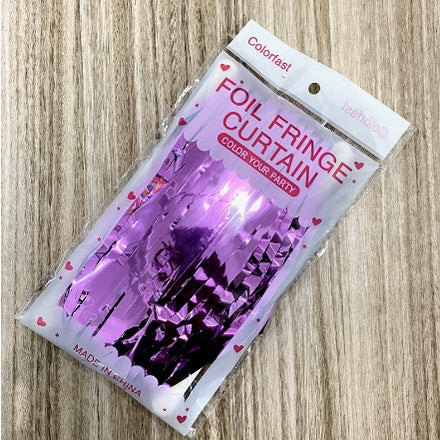 Colorfast
Colorfast
FOIL FRINGE
CURTAIN
COLOR YOUR PARTY
MADE IN CHINA